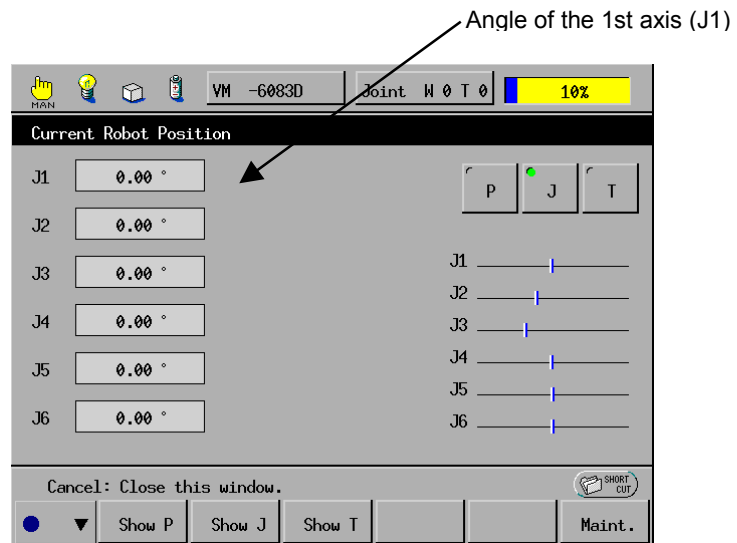 Angle of the 1st axis (J1)
MAN
VM -6083D
Joint W 0 T 0
10%
Current Robot Position
J1 0.00 °
J2 0.00 °
J3 0.00 °
J4 0.00 °
J5 0.00 °
J6 0.00 °
P
J
T
J1
J2
J3
J4
J5
J6
Cancel: Close this window.
SHORT
CUT
Show P
Show J
Show T
Maint.